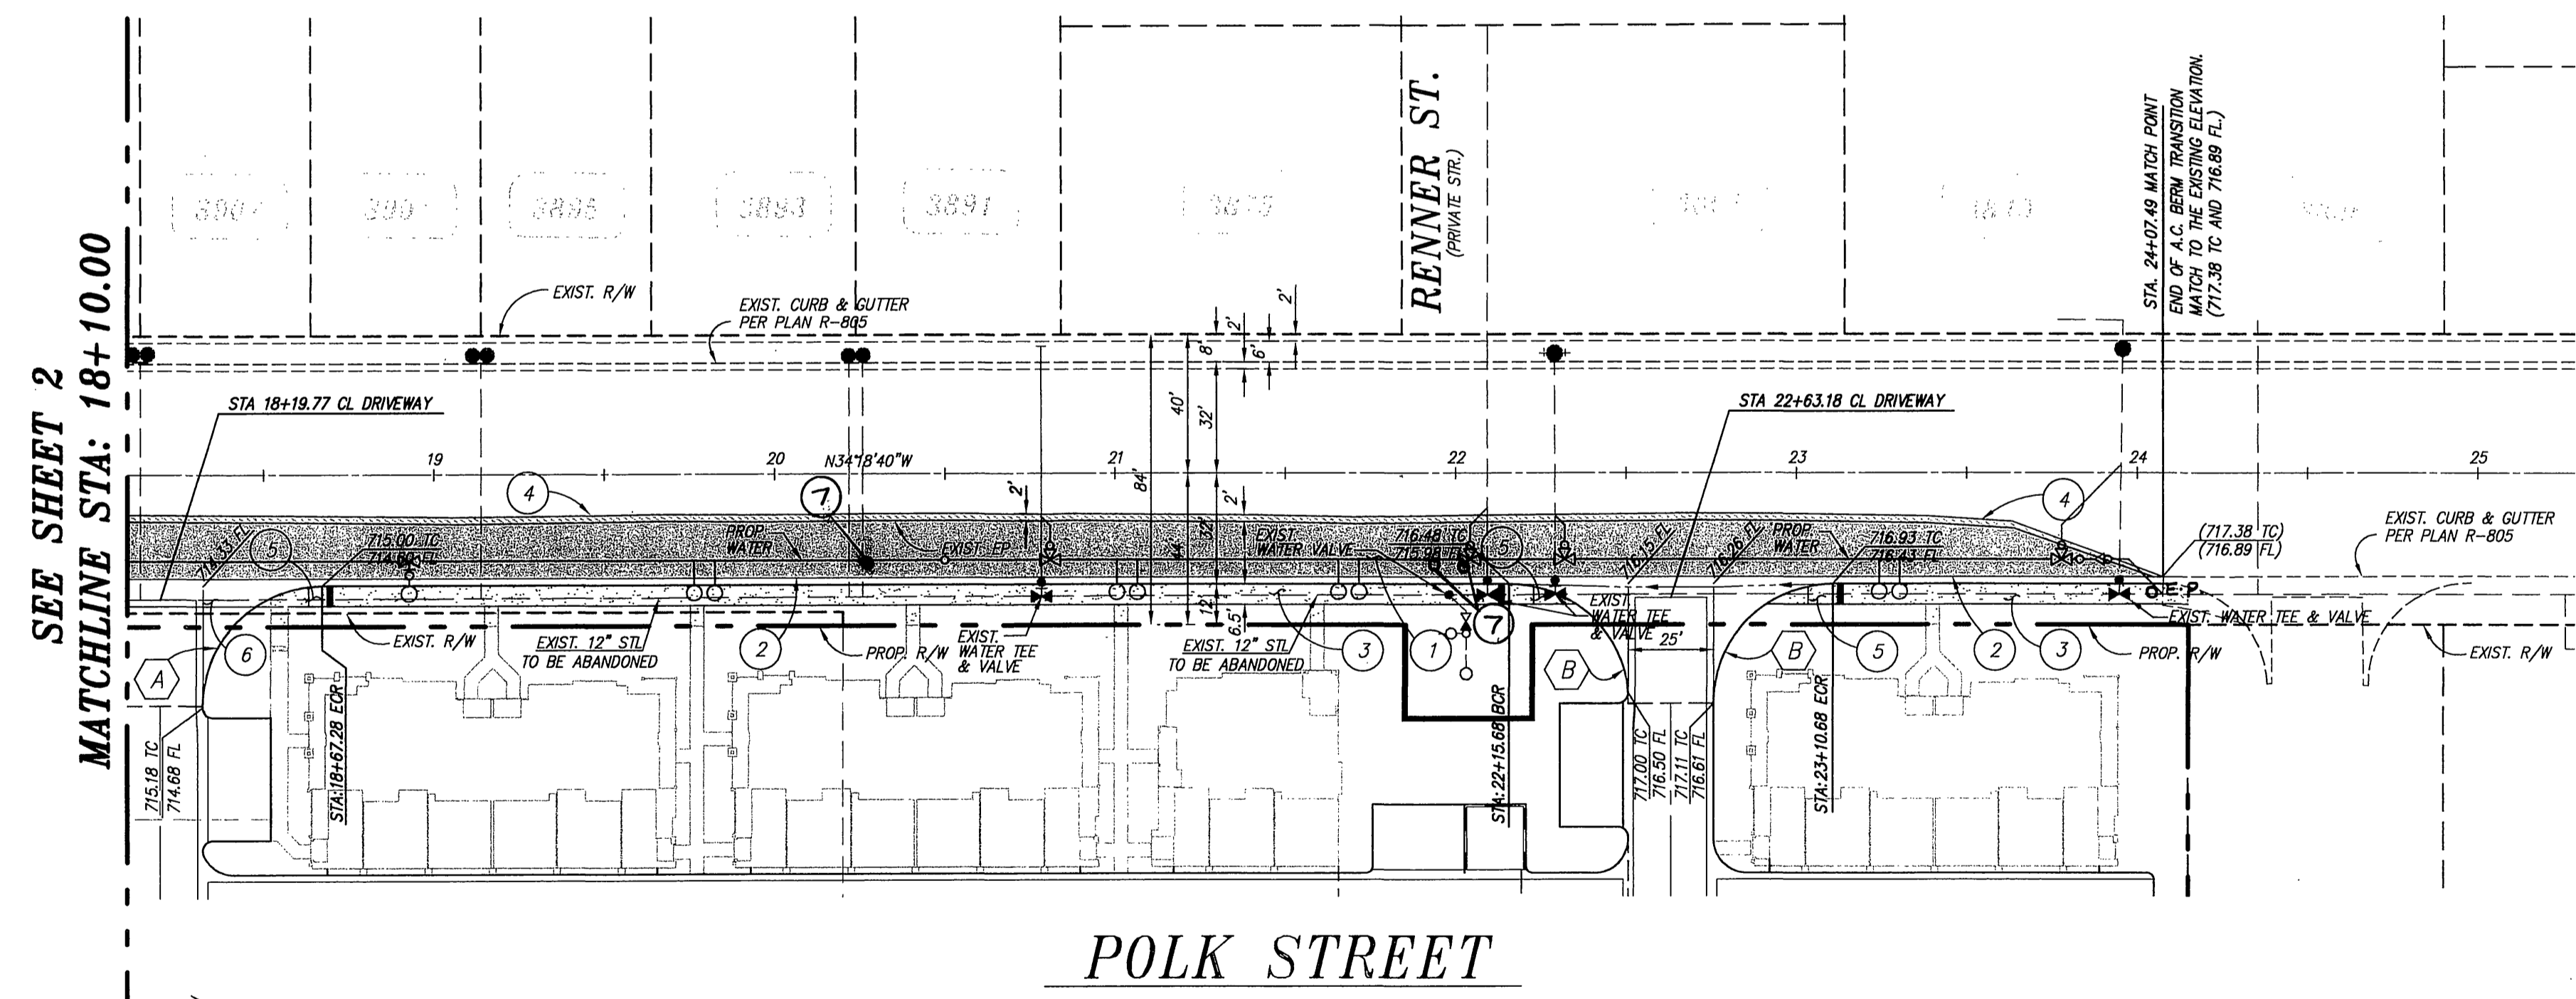 SEE SHEET 2
MATCHLINE STA: 18+10.00
3895
3893
3891
RENNER ST.
(PRIVATE STR.)
STA. 24+07.49 MATCH POINT
END OF A.C. BERM TRANSITION
MATCH TO THE EXISTING ELEVATION.
(717.38 TC AND 716.89 FL.)
EXIST. R/W
EXIST. CURB & GUTTER
PER PLAN R-805
2'
2'
8'
6'
STA 18+19.77 CL DRIVEWAY
40'
32'
STA 22+63.18 CL DRIVEWAY
19
20
N34°18'40"W
21
22
23
24
25
84'
4
7
2'
2'
4
714.33 FL
5
715.00 TC
714.60 FL
PROP.
WATER
EXIST. EP
44'
32'
EXIST.
WATER VALVE
716.48 TC
715.98 FL
5
716.15 FL
716.26 FL
PROP.
WATER
716.93 TC
716.43 FL
(717.38 TC)
(716.89 FL)
EXIST. CURB & GUTTER
PER PLAN R-805
E.P.
12'
6.5'
A
6
EXIST. R/W
EXIST. 12" STL
TO BE ABANDONED
2
PROP. R/W
EXIST.
WATER TEE
& VALVE
EXIST. 12" STL
TO BE ABANDONED
3
1
7
EXIST.
WATER TEE
& VALVE
B
25'
B
5
2
3
EXIST. WATER TEE & VALVE
PROP. R/W
EXIST. R/W
715.18 TC
714.68 FL
STA:18+67.28 ECR
STA:22+15.68 BCR
717.00 TC
716.50 FL
717.11 TC
716.61 FL
STA:23+10.68 ECR
POLK STREET